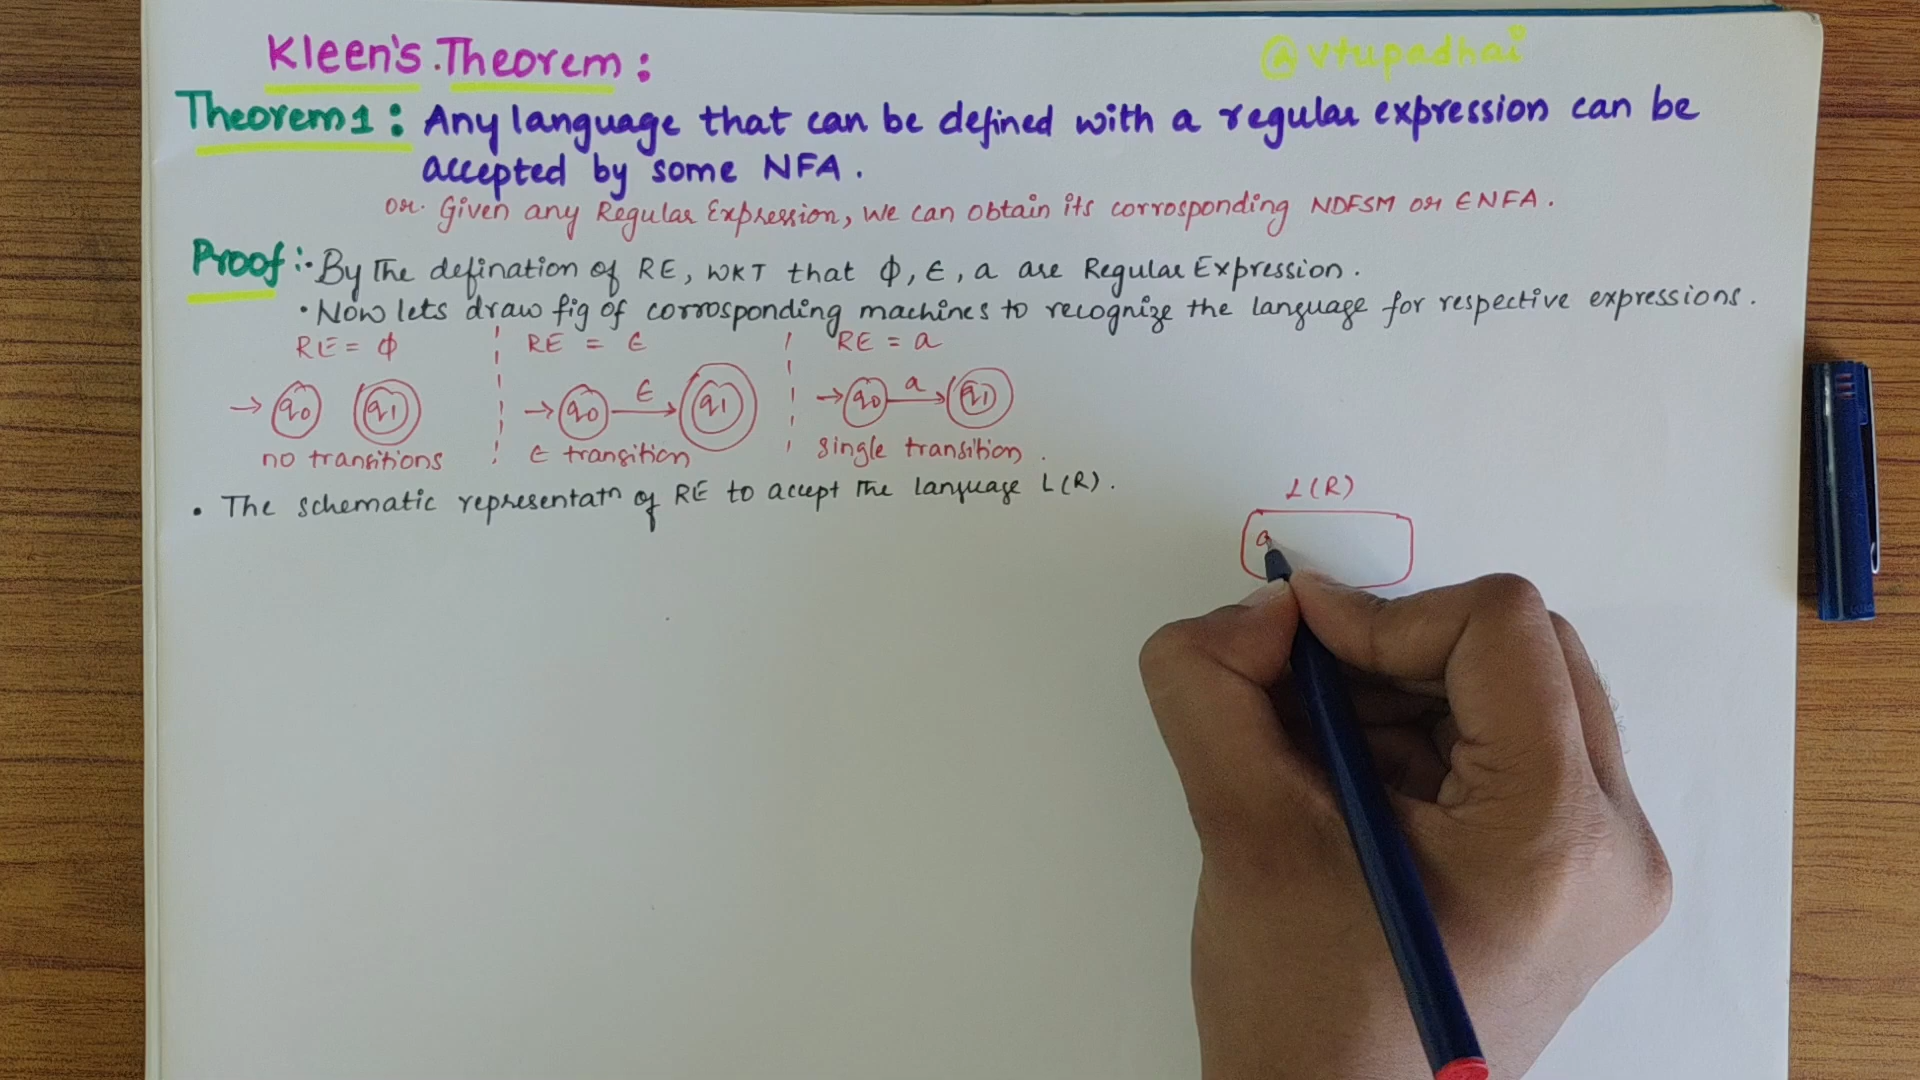 Kleen's Theorem :
@vtupadhai
Theorem 1 : Any language that can be defined with a regular expression can be
accepted by some NFA .
or. Given any Regular Expression, we can obtain its corrosponding NDFSM or ENFA .
Proof :- • By The defination of RE, WKT that ϕ, ϵ, a are Regular Expression .
• Now lets draw fig of corrosponding machines to recognize the language for respective expressions .
RE = ϕ
RE = ϵ
RE = a
q0 q1
q0 ϵ q1
q0 a q1
no transitions
ϵ transition
single transition .
• The schematic representatn of RE to accept The language L(R) .
L(R)